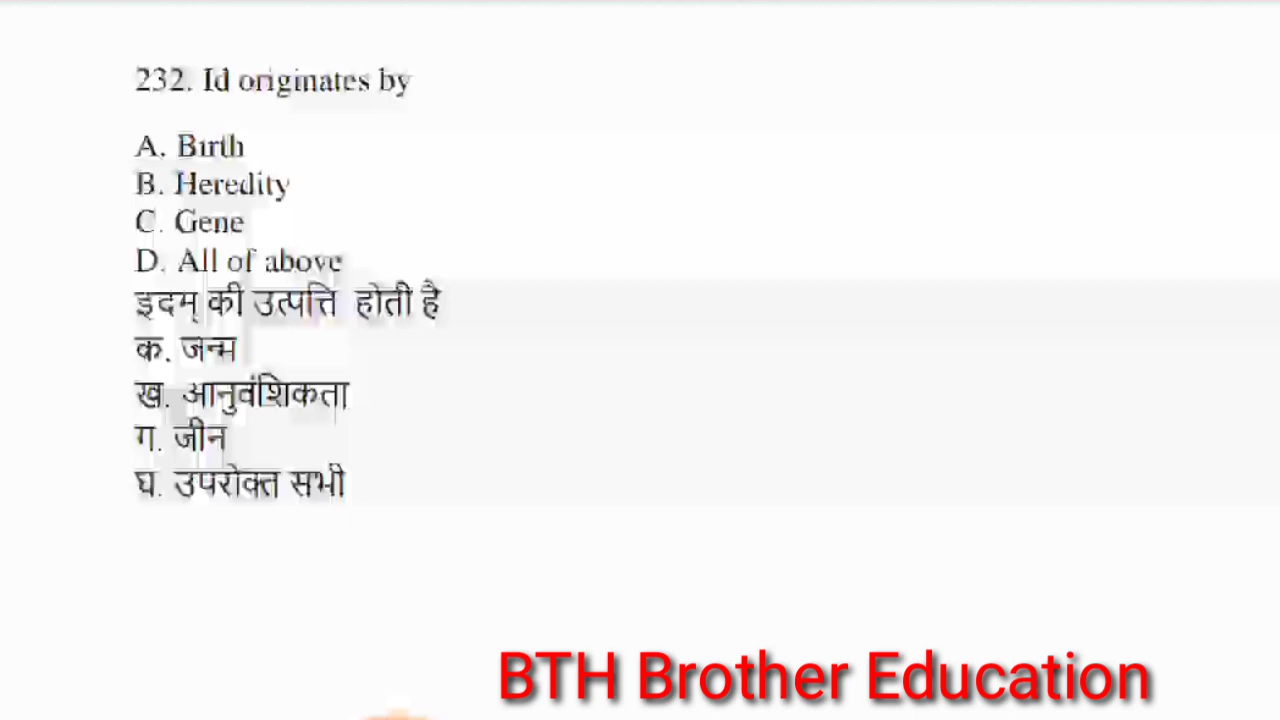 232. Id originates by
A. Birth
B. Heredity
C. Gene
D. All of above
इदम् की उत्पत्ति होती है
क. जन्म
ख. आनुवंशिकता
ग. जीन
घ. उपरोक्त सभी
BTH Brother Education